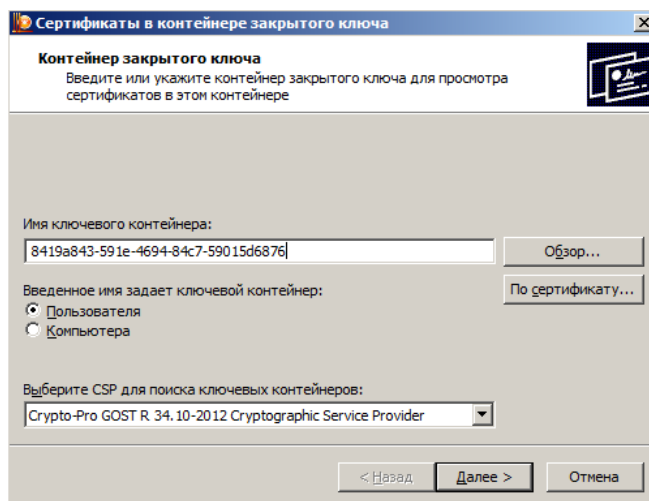 Сертификаты в контейнере закрытого ключа
Контейнер закрытого ключа
Введите или укажите контейнер закрытого ключа для просмотра
сертификатов в этом контейнере
Имя ключевого контейнера:
8419a843-591e-4694-84c7-59015d6876
Обзор...
Введенное имя задает ключевой контейнер:
По сертификату...
Пользователя
Компьютера
Выберите CSP для поиска ключевых контейнеров:
Crypto-Pro GOST R 34.10-2012 Cryptographic Service Provider
< Назад
Далее >
Отмена